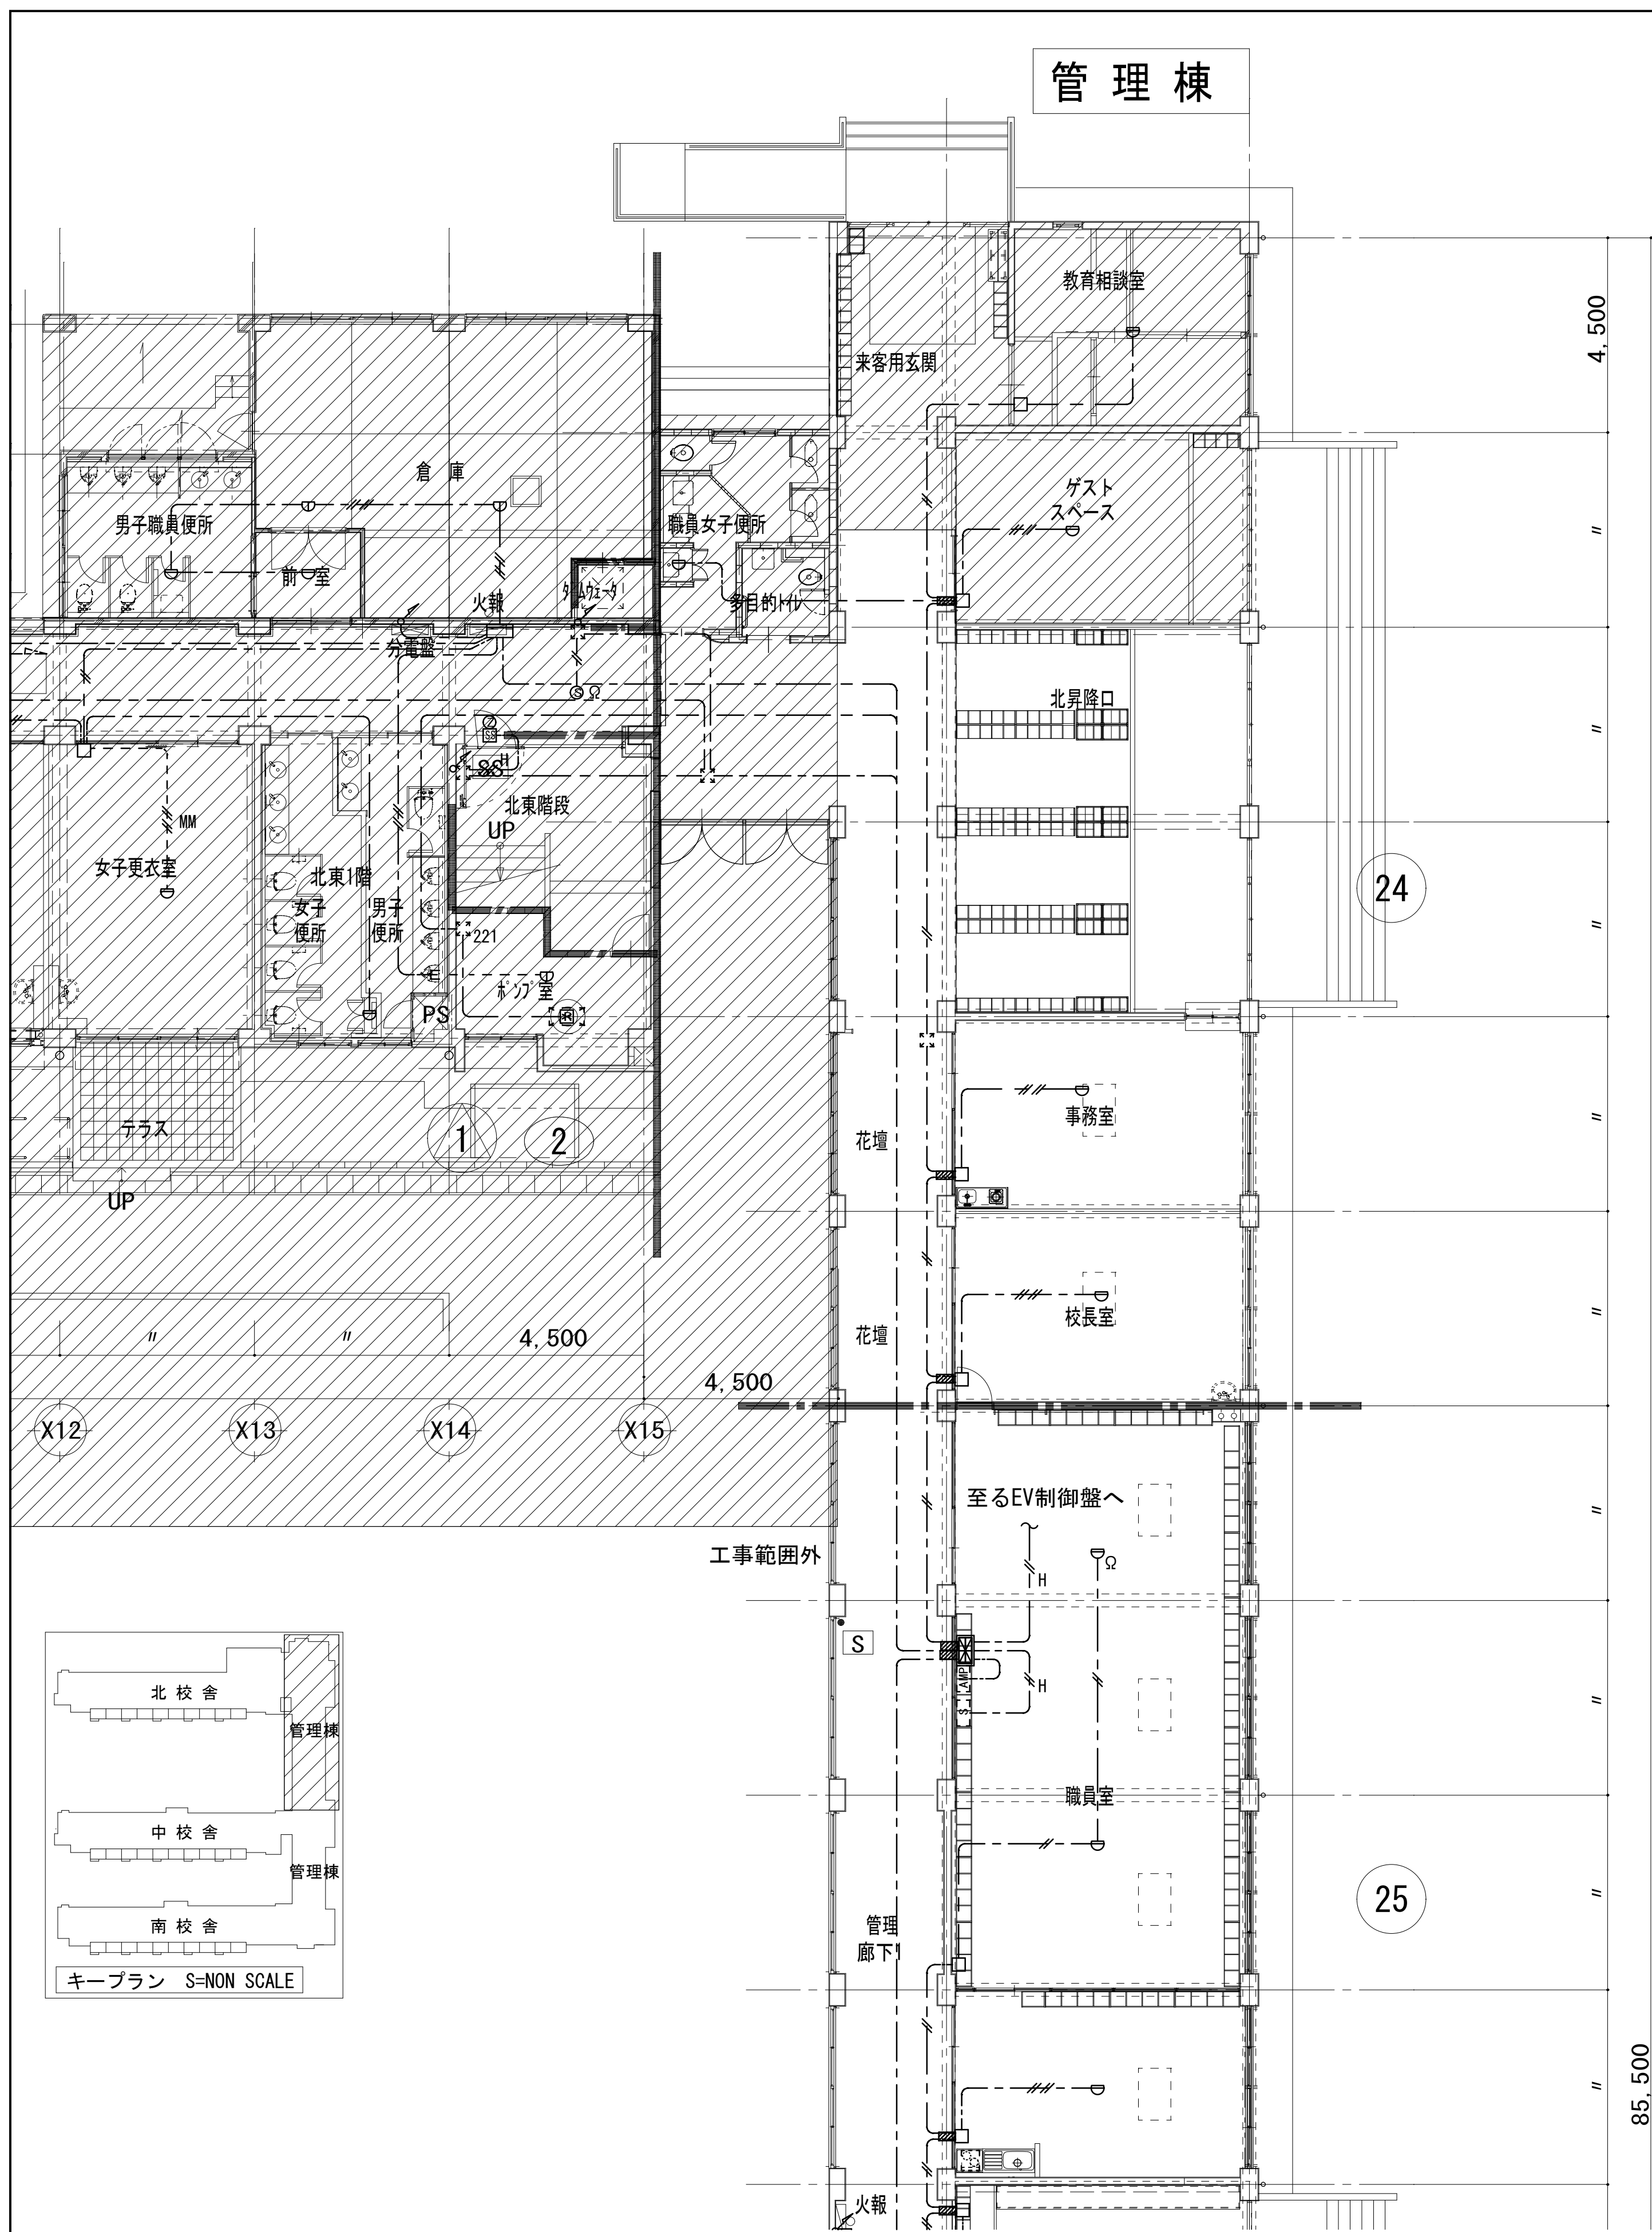 管理棟
教育相談室
4,500
来客用玄関
倉庫
ゲスト
スペース
男子職員便所
職員女子便所
前室
火報
ダムウェータ
多目的トイレ
分電盤
〃
Ω
北昇降口
〃
SS
H
北東階段
UP
MM
女子更衣室
北東1階
女子
便所
男子
便所
24
221
〃
ポンプ室
R
PS
テラス
1
2
事務室
花壇
〃
UP
校長室
〃
〃
〃
4,500
花壇
4,500
X12
X13
X14
X15
至るEV制御盤へ
〃
工事範囲外
Ω
H
S
AMP
H
S
北校舎
管理棟
〃
職員室
中校舎
管理棟
25
〃
南校舎
管理
廊下1
キープラン S=NON SCALE
〃
85,500
火報